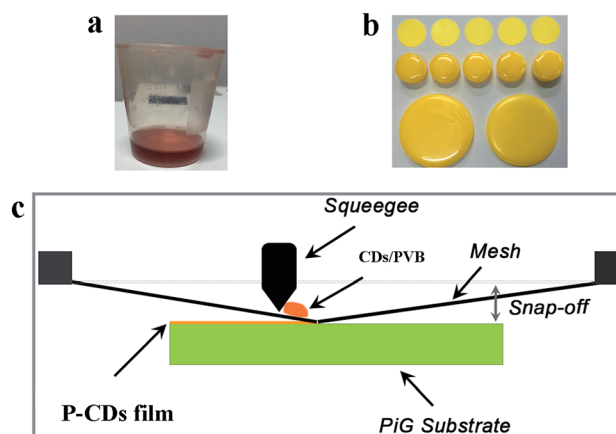 a
b
c
Squeegee
CDs/PVB
Mesh
Snap-off
P-CDs film
PiG Substrate